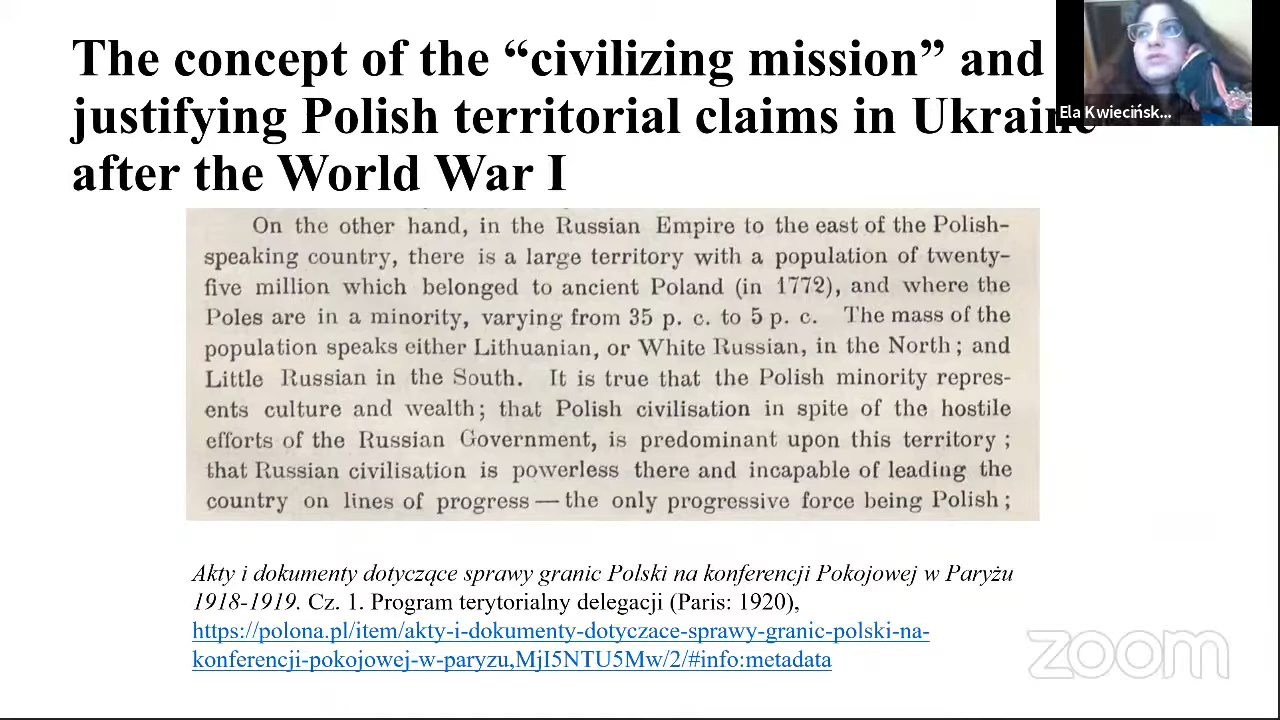 The concept of the “civilizing mission” and
justifying Polish territorial claims in Ukraine
after the World War I
Ela Kwiecińsk...
On the other hand, in the Russian Empire to the east of the Polish-
speaking country, there is a large territory with a population of twenty-
five million which belonged to ancient Poland (in 1772), and where the
Poles are in a minority, varying from 35 p. c. to 5 p. c. The mass of the
population speaks either Lithuanian, or White Russian, in the North; and
Little Russian in the South. It is true that the Polish minority repres-
ents culture and wealth; that Polish civilisation in spite of the hostile
efforts of the Russian Government, is predominant upon this territory;
that Russian civilisation is powerless there and incapable of leading the
country on lines of progress — the only progressive force being Polish;
Akty i dokumenty dotyczące sprawy granic Polski na konferencji Pokojowej w Paryżu
1918-1919. Cz. 1. Program terytorialny delegacji (Paris: 1920),
https://polona.pl/item/akty-i-dokumenty-dotyczace-sprawy-granic-polski-na-
konferencji-pokojowej-w-paryzu,MjI5NTU5Mw/2/#info:metadata
zoom